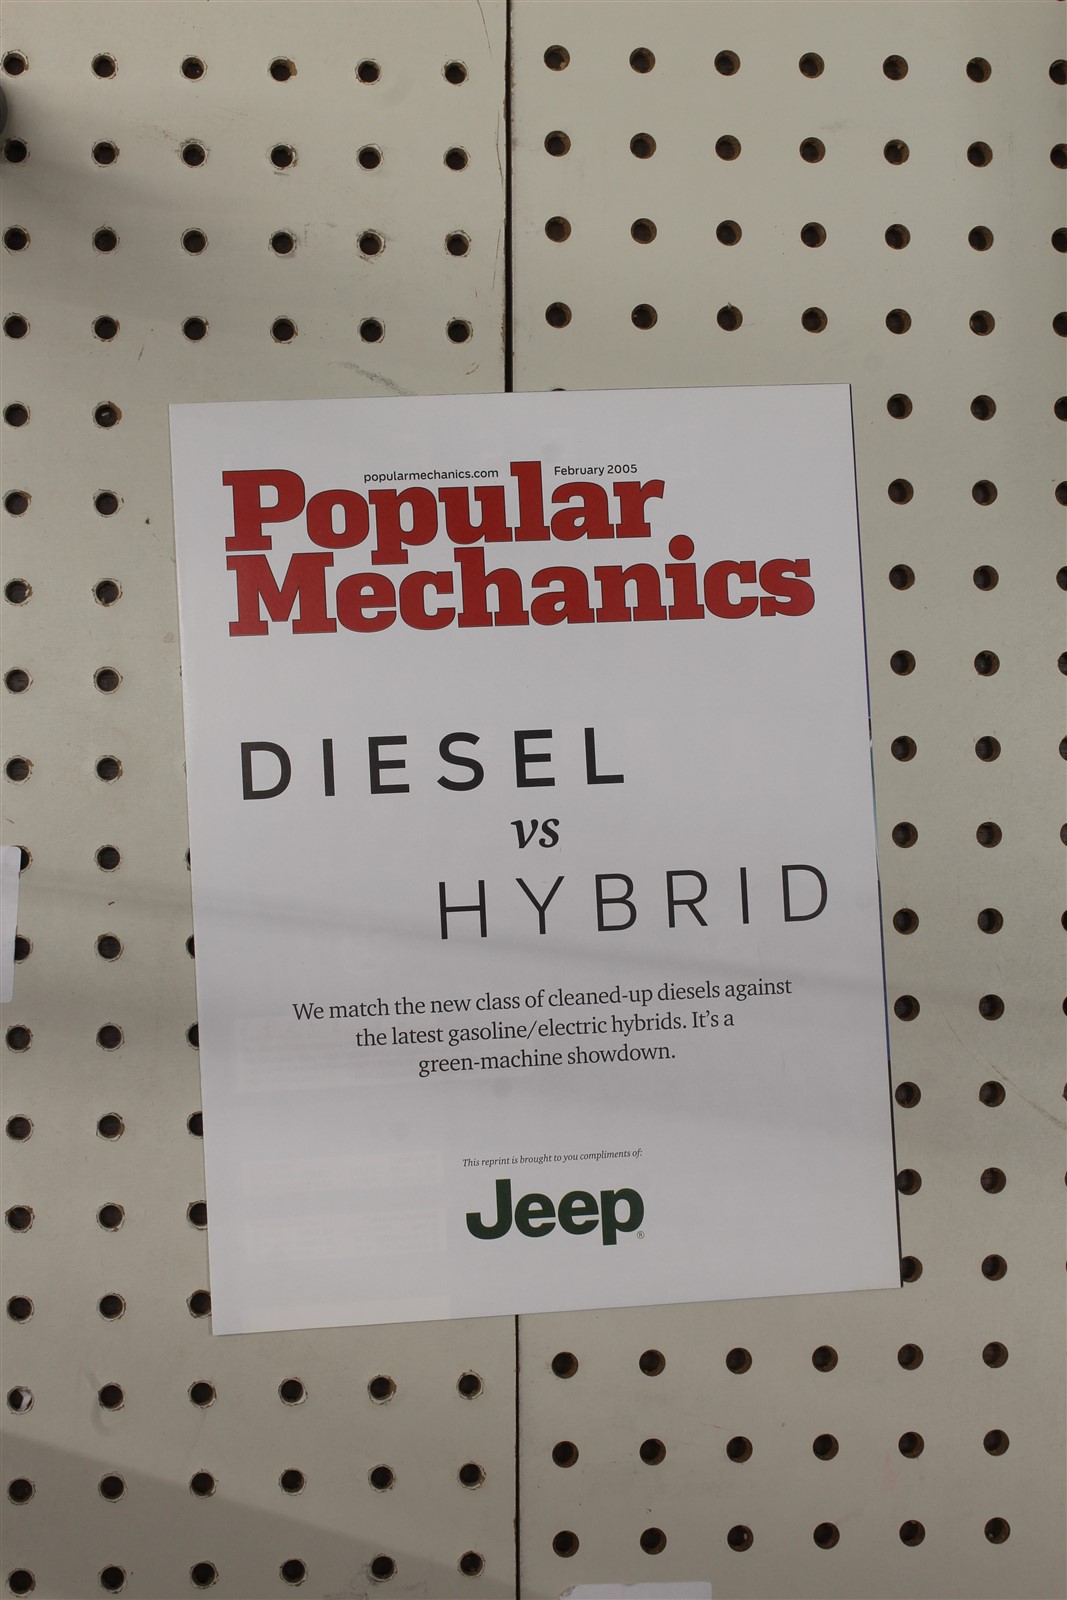 popularmechanics.com February 2005
Popular
Mechanics
DIESEL
vs
HYBRID
We match the new class of cleaned-up diesels against
the latest gasoline/electric hybrids. It's a
green-machine showdown.
This reprint is brought to you compliments of:
Jeep®